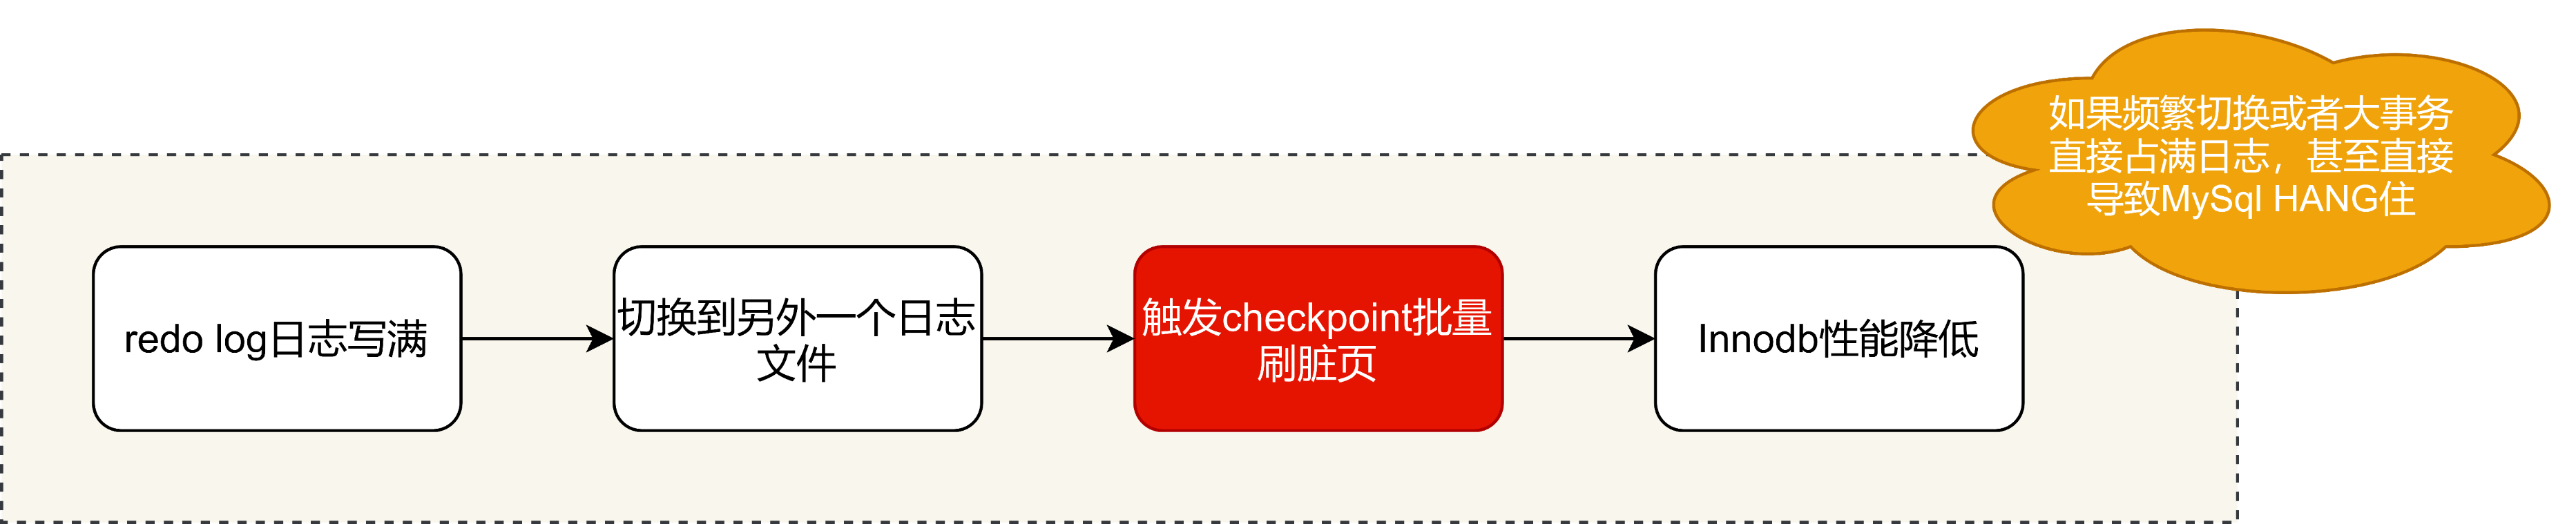 如果频繁切换或者大事务
直接占满日志，甚至直接
导致MySql HANG住
redo log日志写满
切换到另外一个日志
文件
触发checkpoint批量
刷脏页
Innodb性能降低